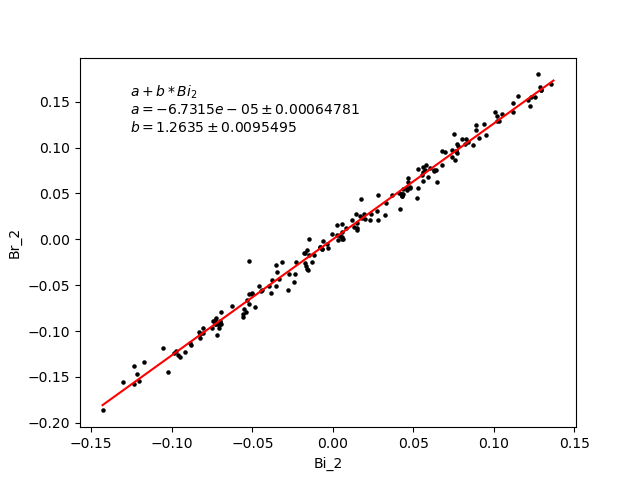 a + b * Bi_2
a = −6.7315e − 05 ± 0.00064781
b = 1.2635 ± 0.0095495
0.15
0.10
0.05
0.00
−0.05
−0.10
−0.15
−0.20
Br_2
−0.15 −0.10 −0.05 0.00 0.05 0.10 0.15
Bi_2